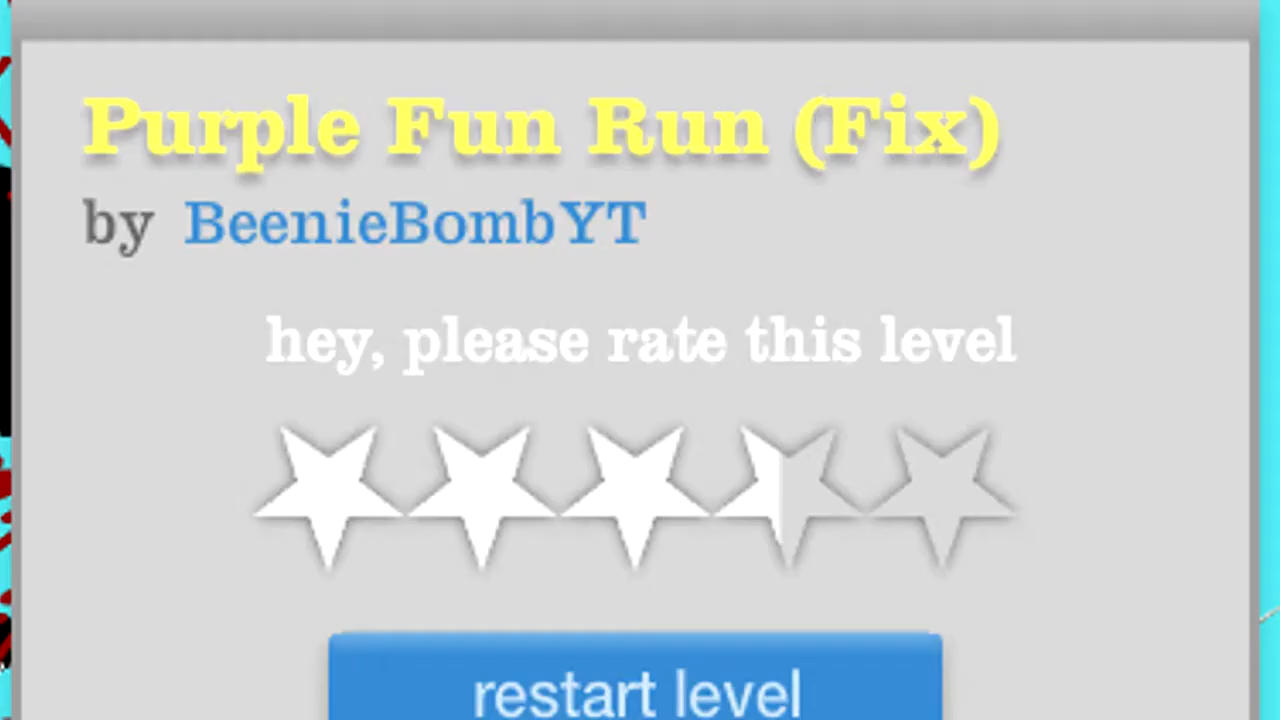 Purple Fun Run (Fix)
by BeenieBombYT
hey, please rate this level
restart level